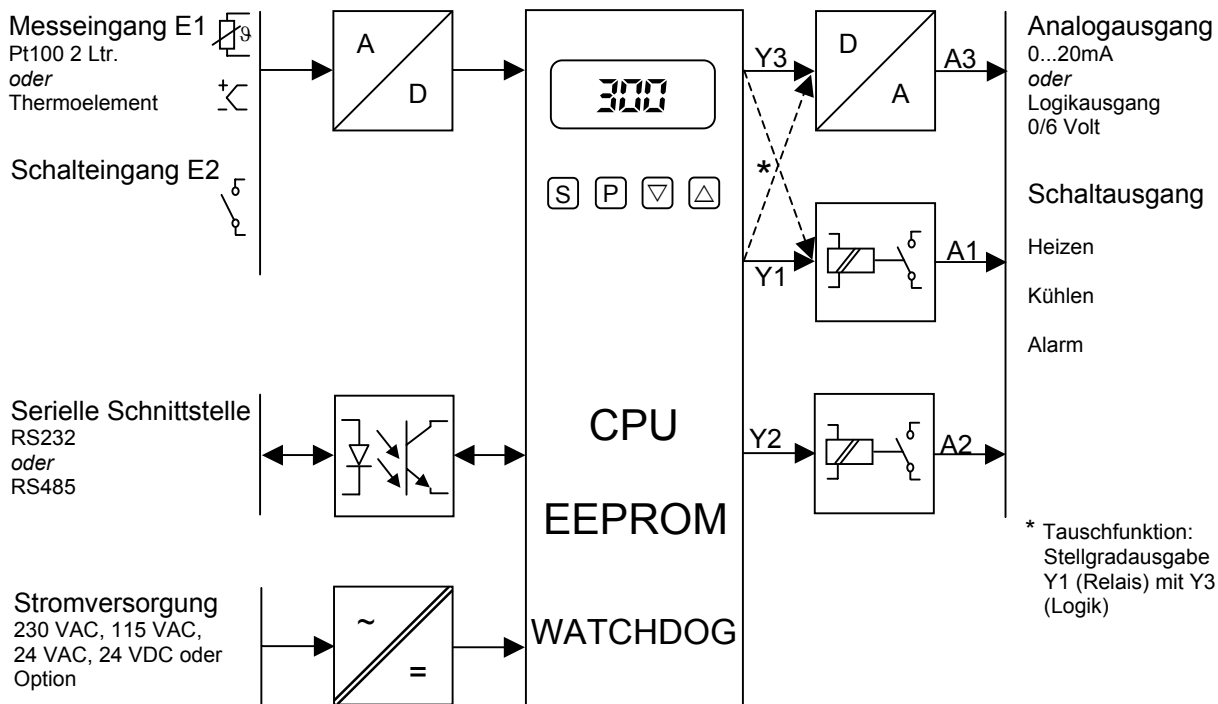 Messeingang E1
Pt100 2 Ltr.
oder
Thermoelement
ϑ
+
Schalteingang E2
A
D
300
S P ▽ △
Y3
*
Y1
D
A
A3
A1
Analogausgang
0...20mA
oder
Logikausgang
0/6 Volt
Schaltausgang
Heizen
Kühlen
Alarm
Serielle Schnittstelle
RS232
oder
RS485
CPU
EEPROM
WATCHDOG
Y2
A2
* Tauschfunktion:
Stellgradausgabe
Y1 (Relais) mit Y3
(Logik)
Stromversorgung
230 VAC, 115 VAC,
24 VAC, 24 VDC oder
Option
~
=